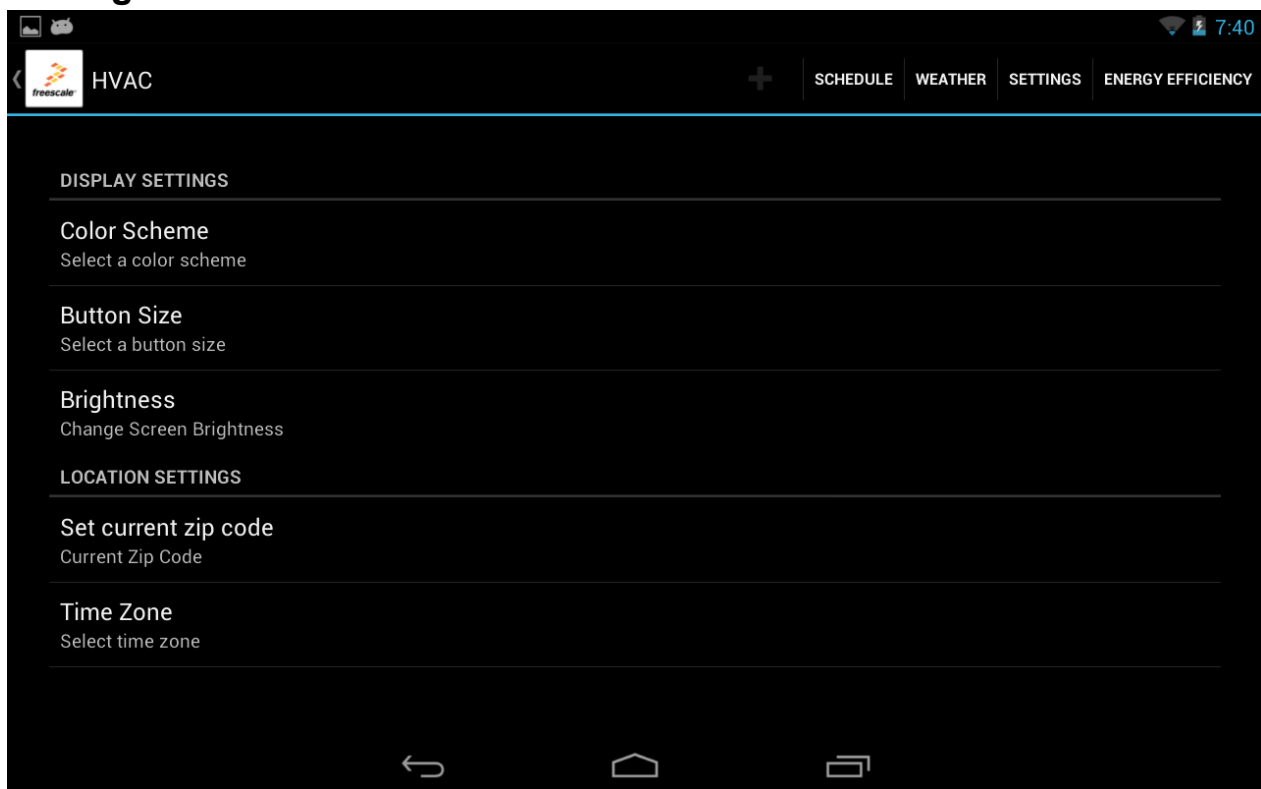 7:40
freescale
HVAC
SCHEDULE WEATHER SETTINGS ENERGY EFFICIENCY
DISPLAY SETTINGS
Color Scheme
Select a color scheme
Button Size
Select a button size
Brightness
Change Screen Brightness
LOCATION SETTINGS
Set current zip code
Current Zip Code
Time Zone
Select time zone